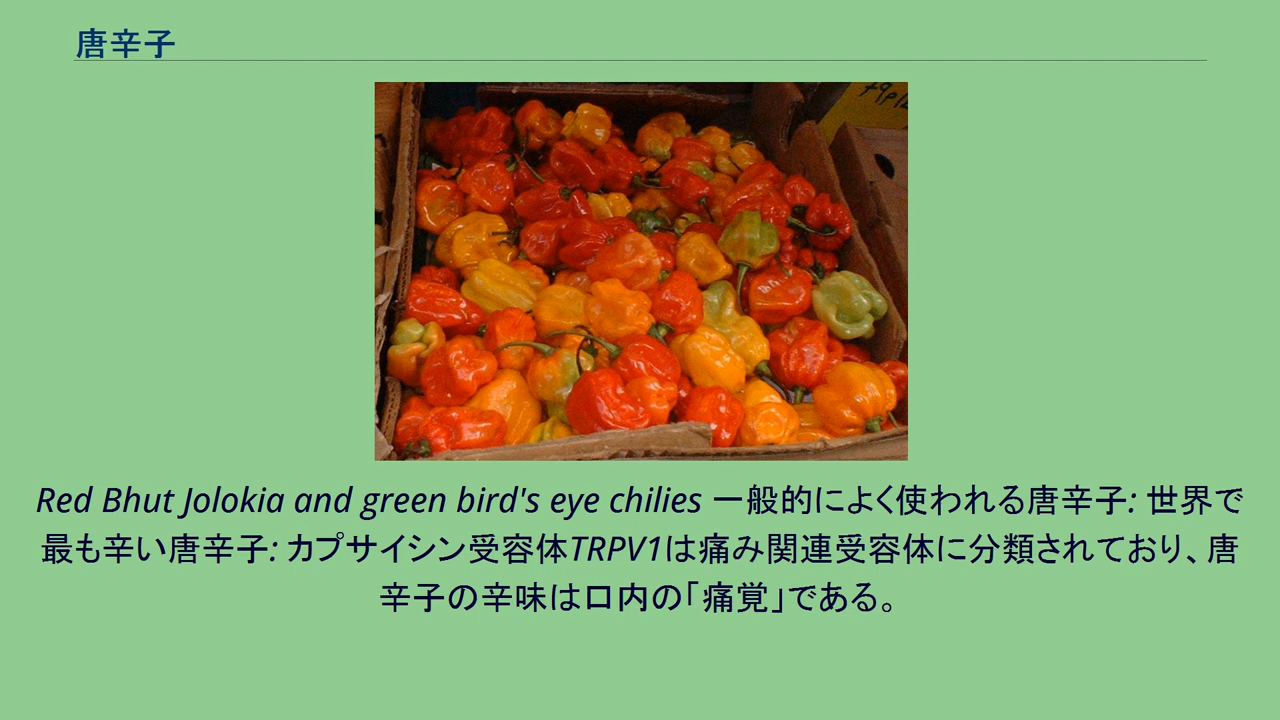 唐辛子
Red Bhut Jolokia and green bird's eye chilies 一般的によく使われる唐辛子: 世界で
最も辛い唐辛子: カプサイシン受容体TRPV1は痛み関連受容体に分類されており、唐
辛子の辛味は口内の「痛覚」である。